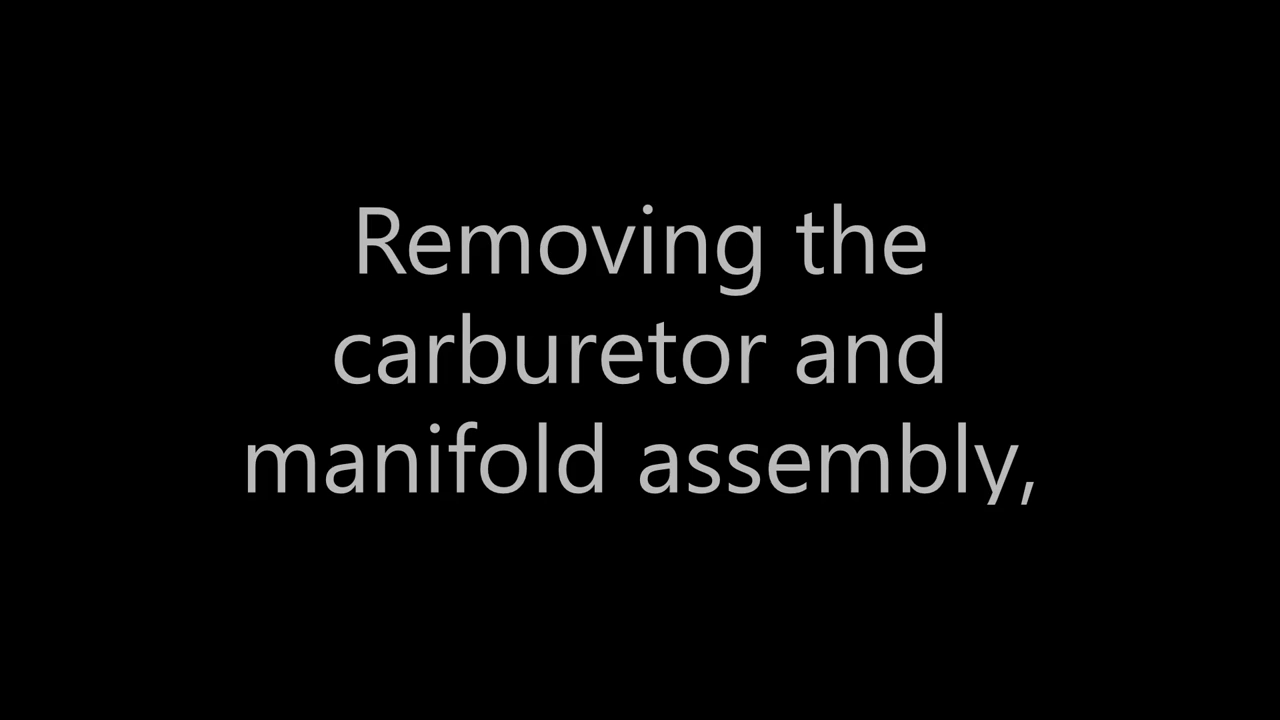 Removing the
carburetor and
manifold assembly,